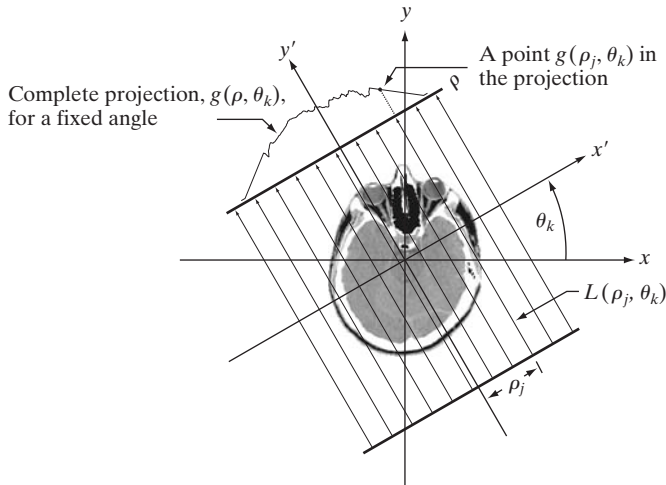 y
y′
A point g(ρⱼ, θₖ) in
the projection
Complete projection, g(ρ, θₖ),
for a fixed angle
ρ
x′
θₖ
x
L(ρⱼ, θₖ)
ρⱼ